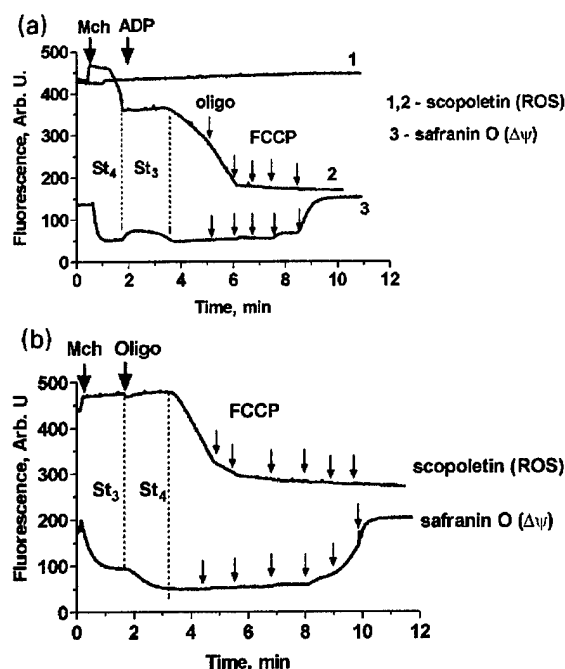 (a)
Mch ADP
500
400
300
200
100
0
Fluorescence, Arb. U.
1
oligo
FCCP
2
3
St4
St3
1,2 - scopoletin (ROS)
3 - safranin O (Δψ)
0 2 4 6 8 10 12
Time, min
(b)
Mch Oligo
500
400
300
200
100
0
Fluorescence, Arb. U
FCCP
St3
St4
scopoletin (ROS)
safranin O (Δψ)
0 2 4 6 8 10 12
Time, min